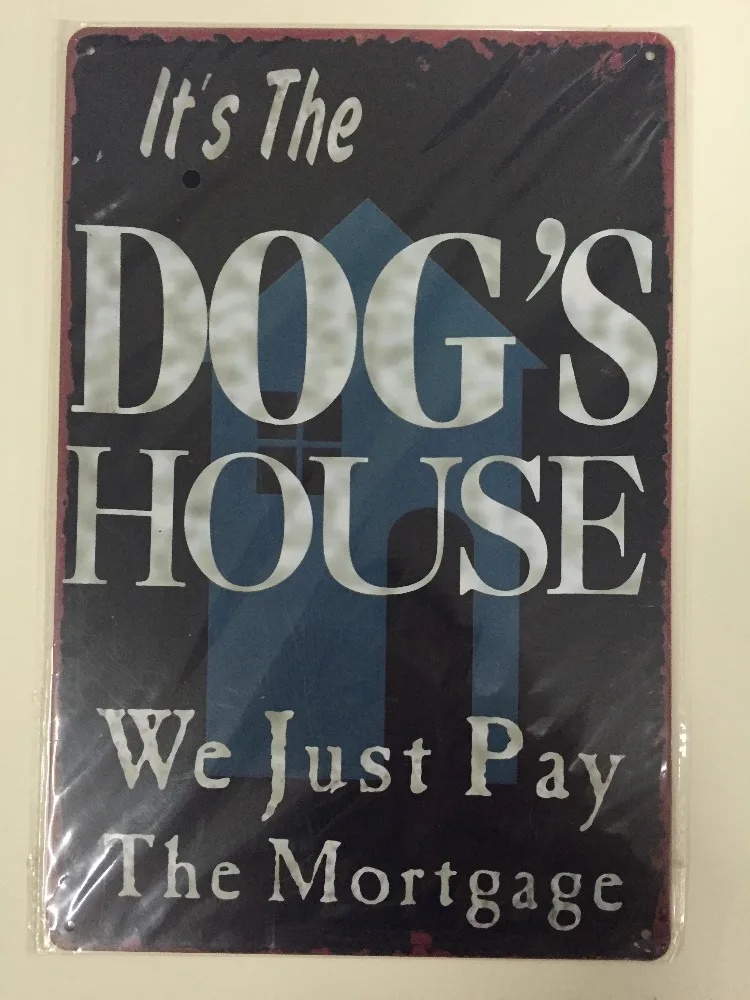 It's The
DOG'S
HOUSE
We Just Pay
The Mortgage